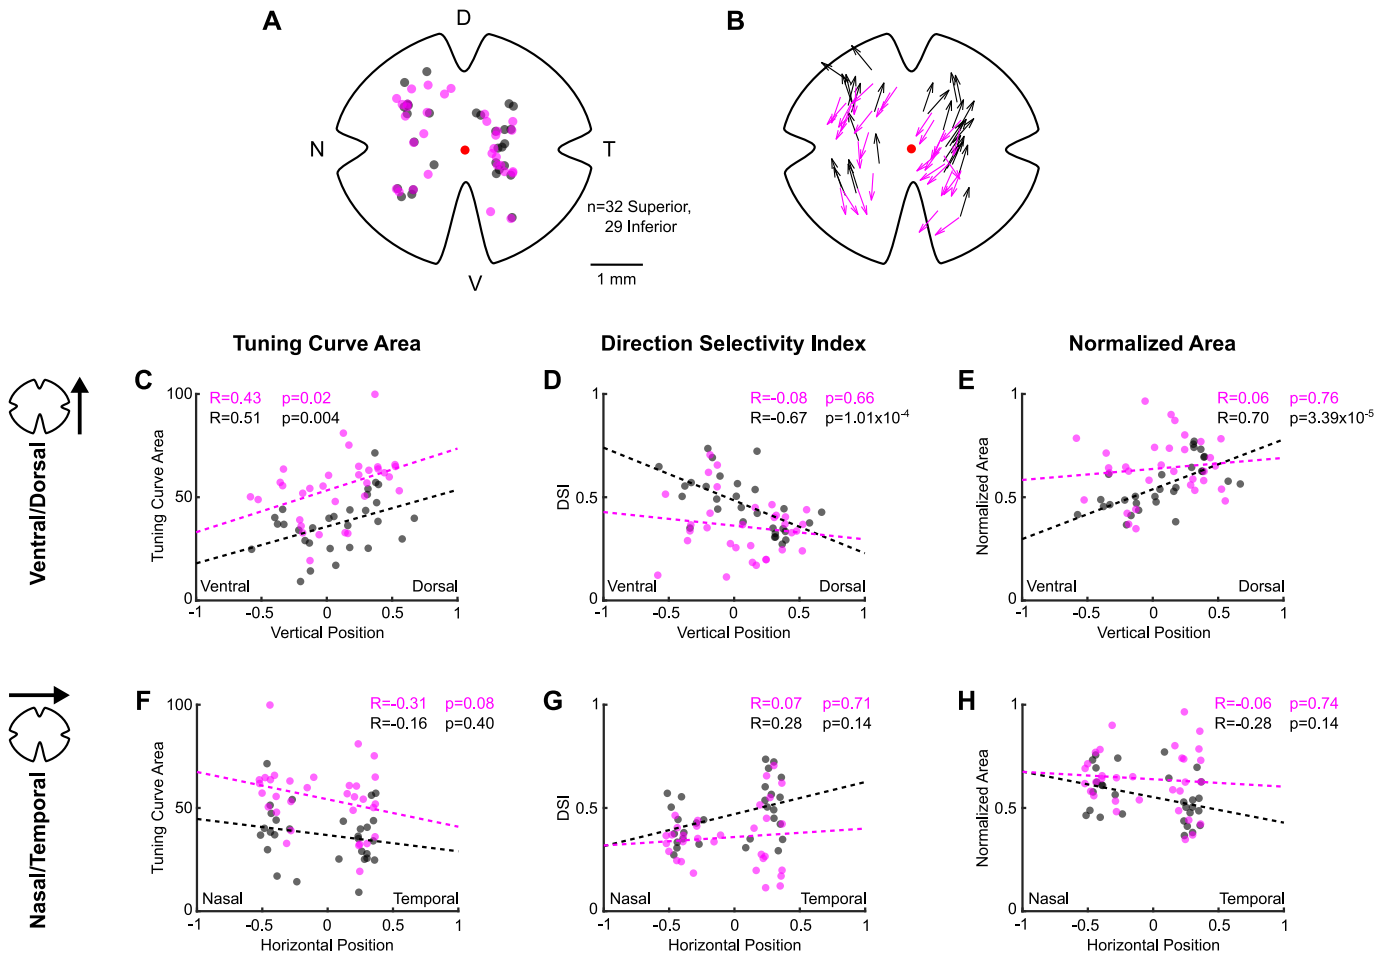 A
D
N
T
V
n=32 Superior,
29 Inferior
1 mm
B
Tuning Curve Area
Direction Selectivity Index
Normalized Area
Ventral/Dorsal
C
R=0.43 p=0.02
R=0.51 p=0.004
Tuning Curve Area
100
50
0
Ventral Dorsal
-1 -0.5 0 0.5 1
Vertical Position
D
R=-0.08 p=0.66
R=-0.67 p=1.01x10-4
DSI
1
0.5
0
Ventral Dorsal
-1 -0.5 0 0.5 1
Vertical Position
E
R=0.06 p=0.76
R=0.70 p=3.39x10-5
Normalized Area
1
0.5
0
Ventral Dorsal
-1 -0.5 0 0.5 1
Vertical Position
Nasal/Temporal
F
R=-0.31 p=0.08
R=-0.16 p=0.40
Tuning Curve Area
100
50
0
Nasal Temporal
-1 -0.5 0 0.5 1
Horizontal Position
G
R=0.07 p=0.71
R=0.28 p=0.14
DSI
1
0.5
0
Nasal Temporal
-1 -0.5 0 0.5 1
Horizontal Position
H
R=-0.06 p=0.74
R=-0.28 p=0.14
Normalized Area
1
0.5
0
Nasal Temporal
-1 -0.5 0 0.5 1
Horizontal Position